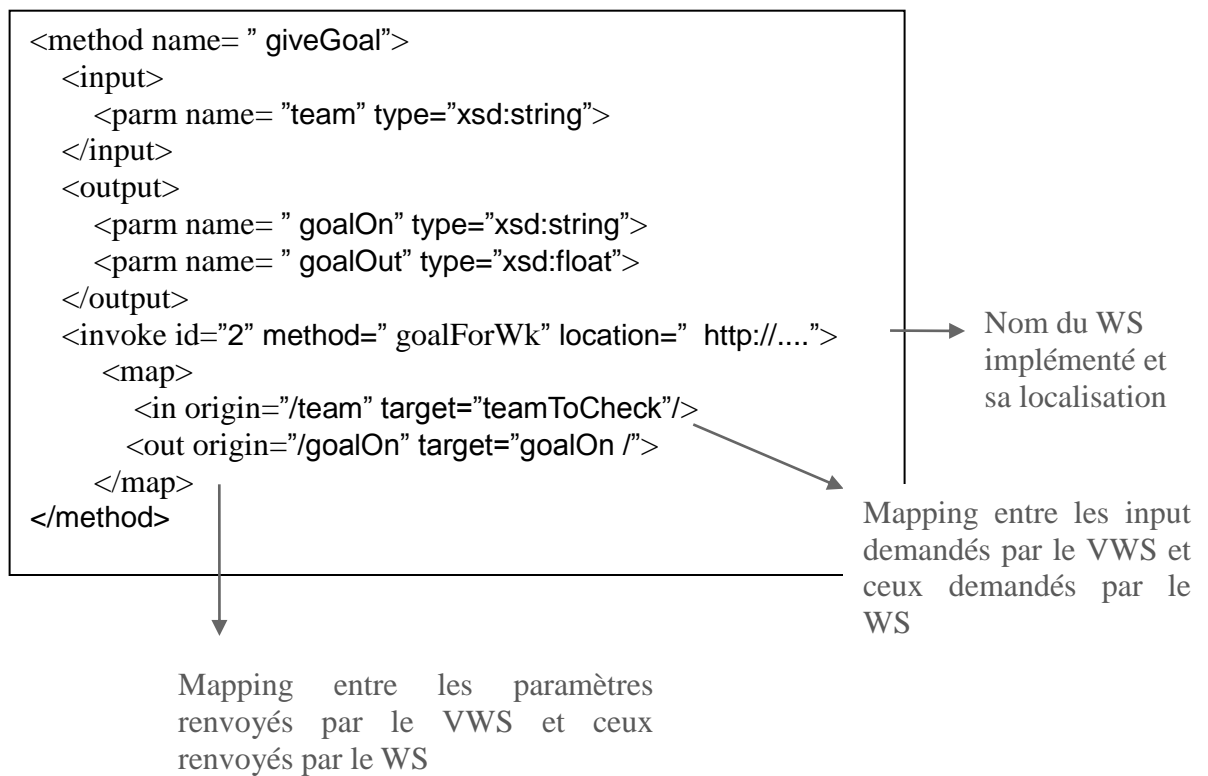 <method name= ” giveGoal”>
<input>
<parm name= ”team” type=”xsd:string”>
</input>
<output>
<parm name= ” goalOn” type=”xsd:string”>
<parm name= ” goalOut” type=”xsd:float”>
</output>
<invoke id=”2” method=” goalForWk” location=”  http://....”>
<map>
<in origin=”/team” target=”teamToCheck”/>
<out origin=”/goalOn” target=”goalOn /”>
</map>
</method>
Nom du WS
implémenté et
sa localisation
Mapping entre les input
demandés par le VWS et
ceux demandés par le
WS
Mapping entre les paramètres
renvoyés par le VWS et ceux
renvoyés par le WS